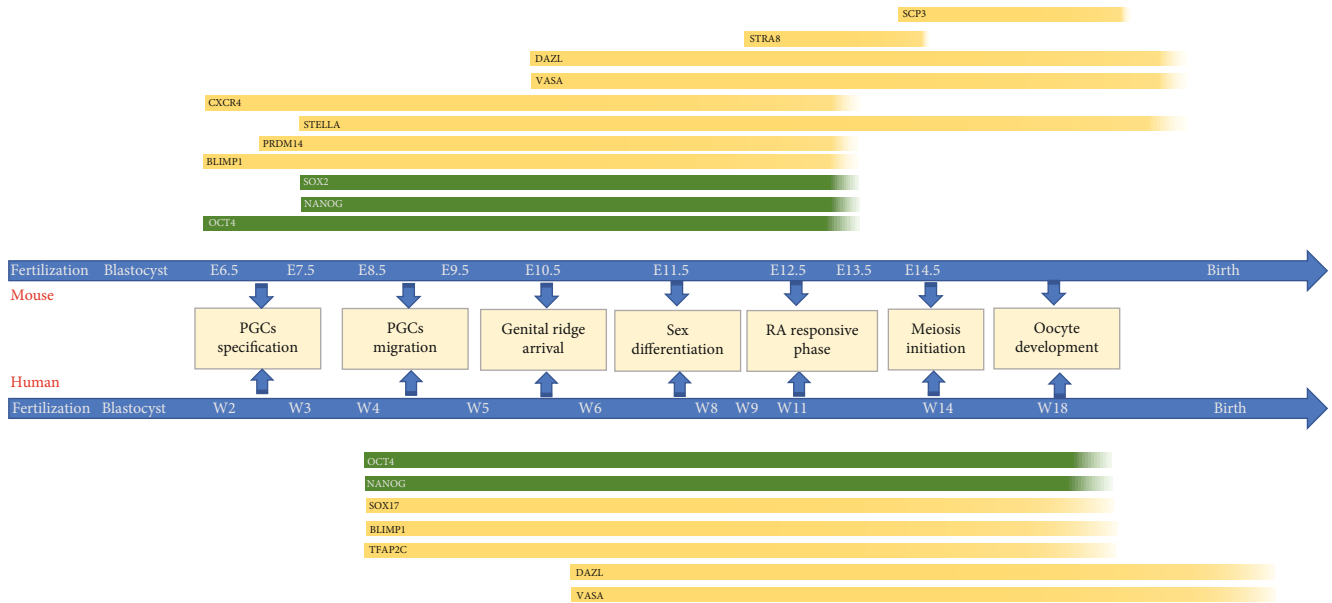 SCP3
STRA8
DAZL
VASA
CXCR4
STELLA
PRDM14
BLIMP1
SOX2
NANOG
OCT4
Fertilization Blastocyst E6.5 E7.5 E8.5 E9.5 E10.5 E11.5 E12.5 E13.5 E14.5 Birth
Mouse
PGCs
specification
PGCs
migration
Genital ridge
arrival
Sex
differentiation
RA responsive
phase
Meiosis
initiation
Oocyte
development
Human
Fertilization Blastocyst W2 W3 W4 W5 W6 W8 W9 W11 W14 W18 Birth
OCT4
NANOG
SOX17
BLIMP1
TFAP2C
DAZL
VASA